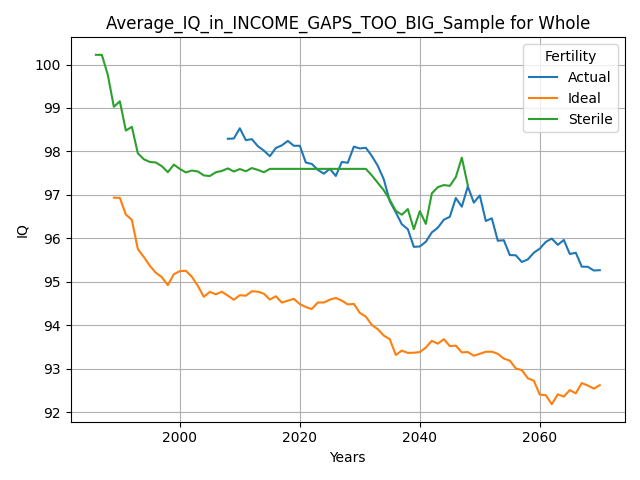 Average_IQ_in_INCOME_GAPS_TOO_BIG_Sample for Whole
Fertility
Actual
Ideal
Sterile
100
99
98
97
96
95
94
93
92
IQ
2000
2020
2040
2060
Years